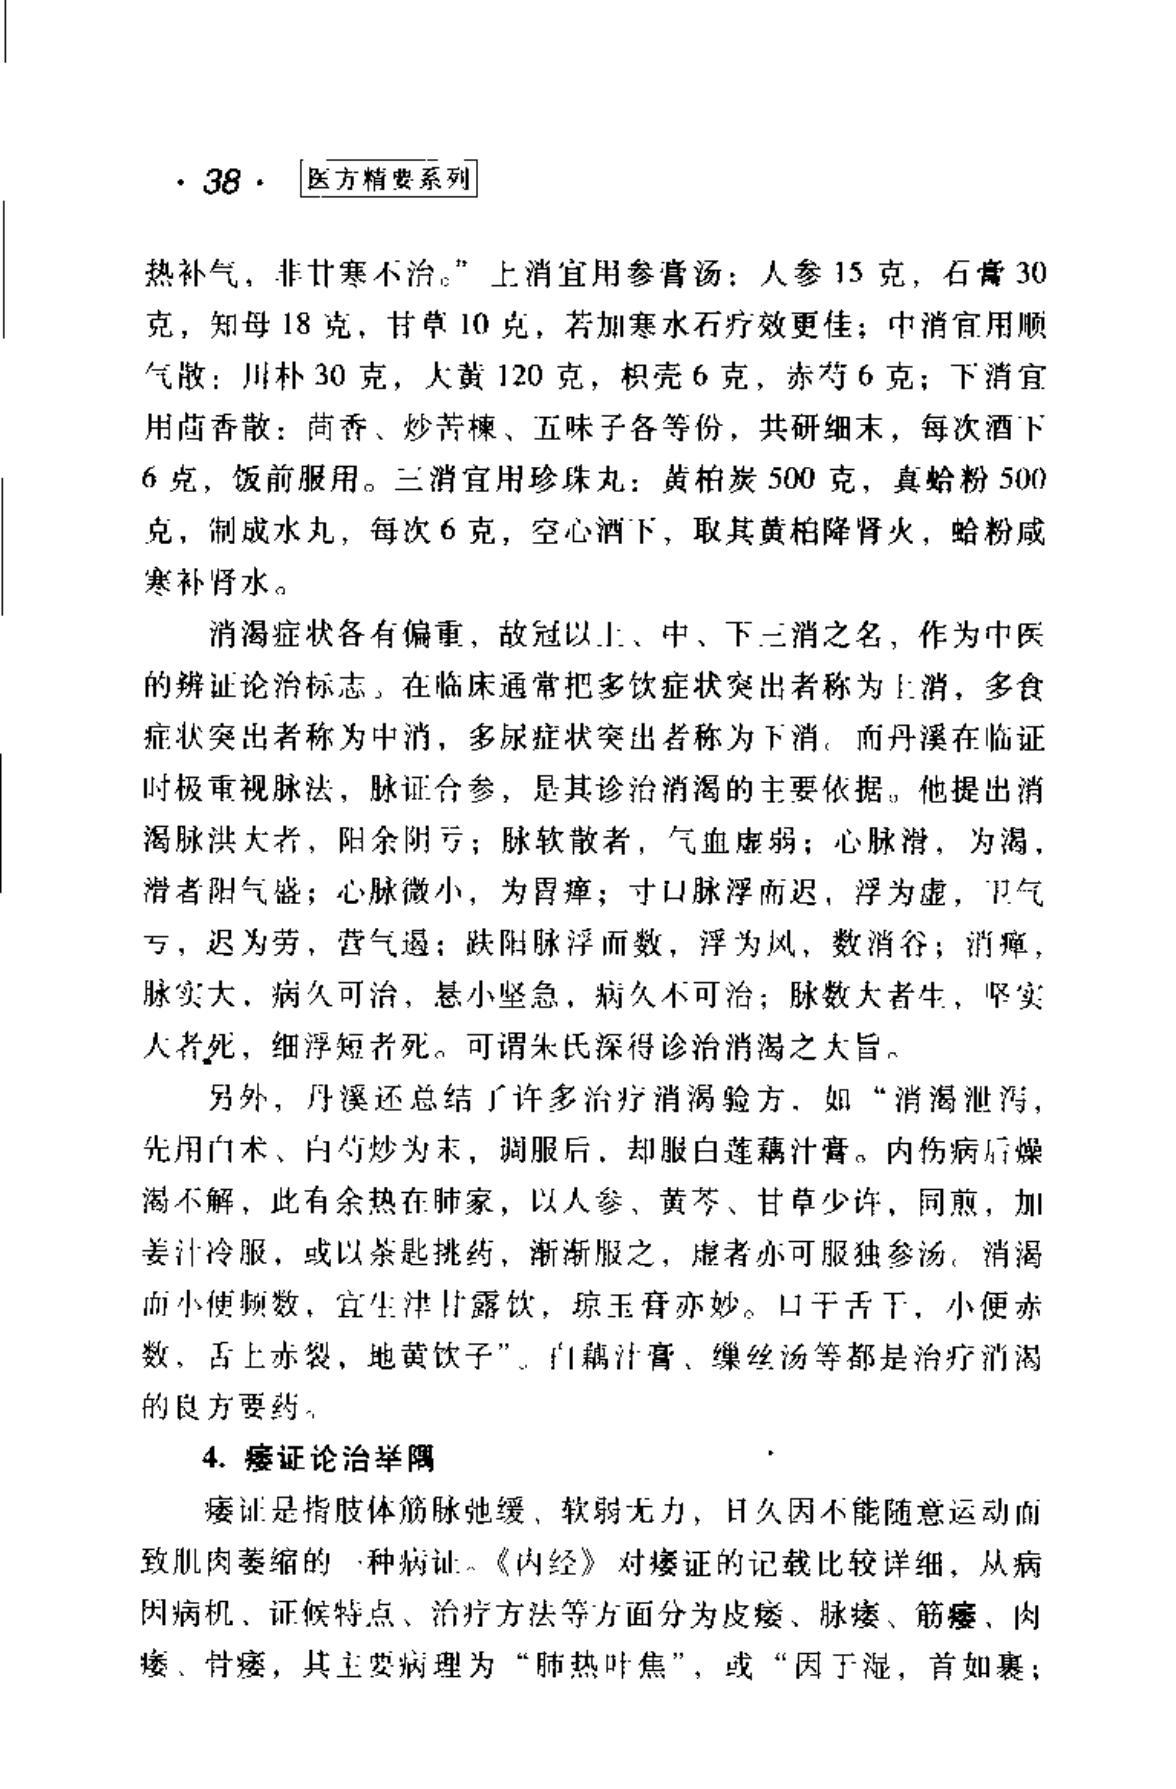 ·38· 医方精要系列
热补气，非甘寒不治。”上消宜用参膏汤：人参 15 克，石膏 30
克，知母 18 克，甘草 10 克，若加寒水石疗效更佳；中消宜用顺
气散：川朴 30 克，大黄 120 克，枳壳 6 克，赤芍 6 克；下消宜
用茴香散：茴香、炒苦楝、五味子各等份，共研细末，每次酒下
6 克，饭前服用。三消宜用珍珠丸：黄柏炭 500 克，真蛤粉 500
克，制成水丸，每次 6 克，空心酒下，取其黄柏降肾火，蛤粉咸
寒补肾水。
消渴症状各有偏重，故冠以上、中、下三消之名，作为中医
的辨证论治标志。在临床通常把多饮症状突出者称为上消，多食
症状突出者称为中消，多尿症状突出者称为下消。而丹溪在临证
时极重视脉法，脉证合参，是其诊治消渴的主要依据。他提出消
渴脉洪大者，阳余阴亏；脉软散者，气血虚弱；心脉滑，为渴，
滑者阳气盛；心脉微小，为胃瘅；寸口脉浮而迟，浮为虚，卫气
亏，迟为劳，营气遏；趺阳脉浮而数，浮为风，数消谷；消瘅，
脉实大，病久可治，悬小坚急，病久不可治；脉数大者生，坚实
大者死，细浮短者死。可谓朱氏深得诊治消渴之大旨。
另外，丹溪还总结了许多治疗消渴验方，如“消渴泄泻，
先用白术、白芍炒为末，调服后，却服白莲藕汁膏。内伤病后燥
渴不解，此有余热在肺家，以人参、黄芩、甘草少许，同煎，加
姜汁冷服，或以茶匙挑药，渐渐服之，虚者亦可服独参汤。消渴
而小便频数，宜生津甘露饮，琼玉膏亦妙。口干舌干，小便赤
数，舌上赤裂，地黄饮子”。白藕汁膏、缫丝汤等都是治疗消渴
的良方要药。
4. 痿证论治举隅
痿证是指肢体筋脉弛缓、软弱无力，日久因不能随意运动而
致肌肉萎缩的一种病证。《内经》对痿证的记载比较详细，从病
因病机、证候特点、治疗方法等方面分为皮痿、脉痿、筋痿、肉
痿、骨痿，其主要病理为“肺热叶焦”，或“因于湿，首如裹；